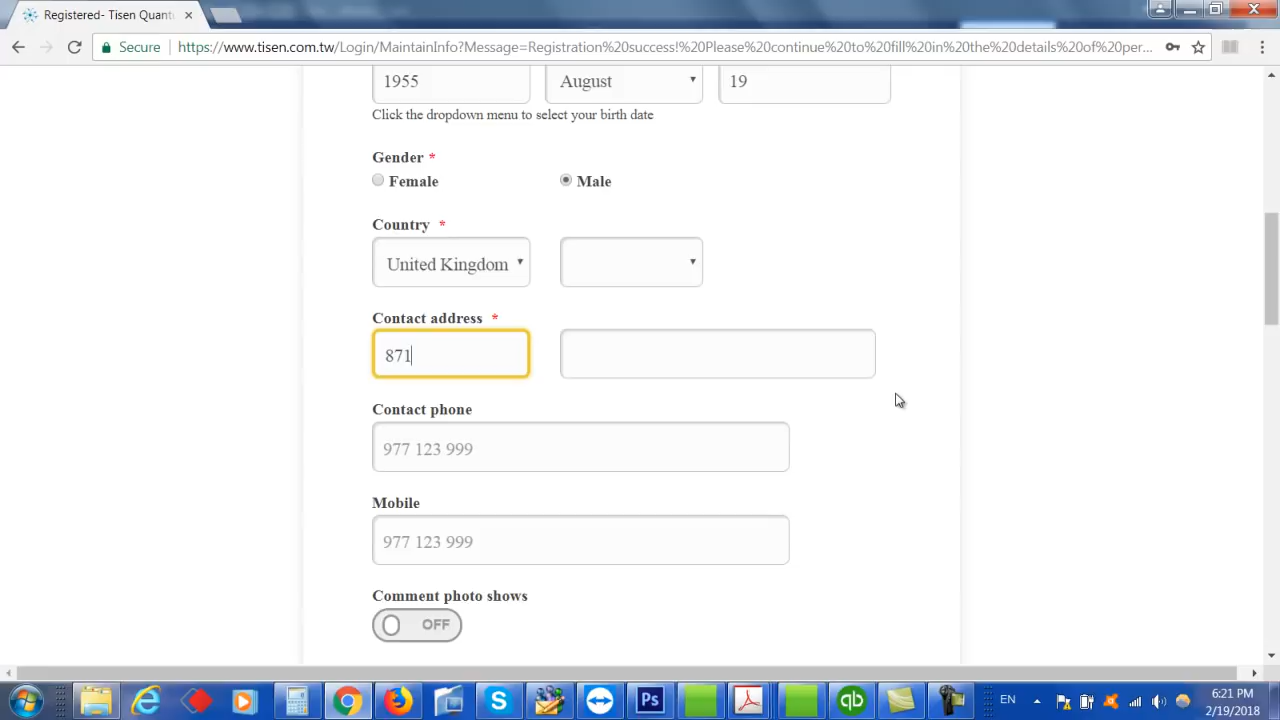 Registered- Tisen Quant
Secure
https://www.tisen.com.tw/Login/MaintainInfo?Message=Registration%20success!%20Please%20continue%20to%20fill%20in%20the%20details%20of%20per...
1955
August
19
Click the dropdown menu to select your birth date
Gender *
Female
Male
Country *
United Kingdom
Contact address *
871
Contact phone
977 123 999
Mobile
977 123 999
Comment photo shows
OFF
Ps
qb
EN
6:21 PM
2/19/2018